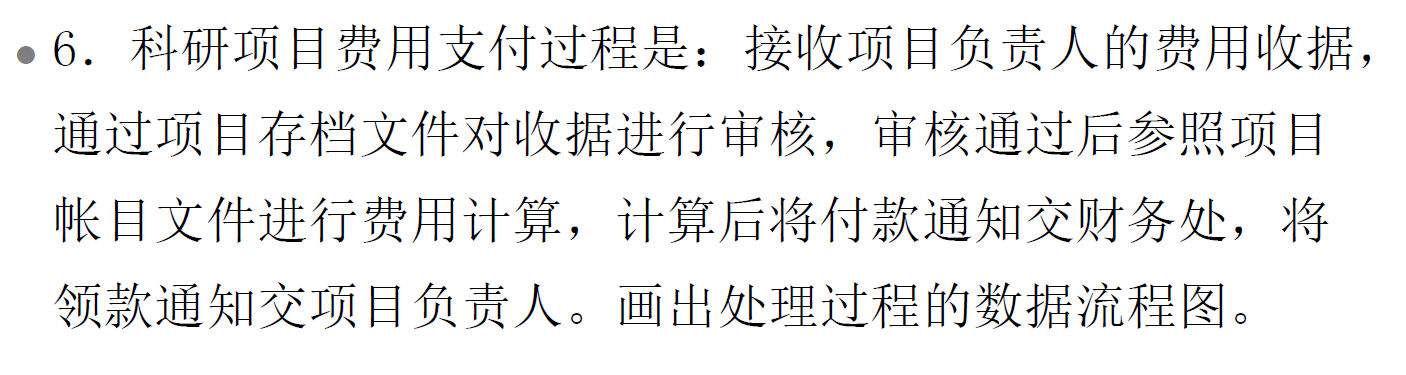 6．科研项目费用支付过程是：接收项目负责人的费用收据，
通过项目存档文件对收据进行审核，审核通过后参照项目
帐目文件进行费用计算，计算后将付款通知交财务处，将
领款通知交项目负责人。画出处理过程的数据流程图。